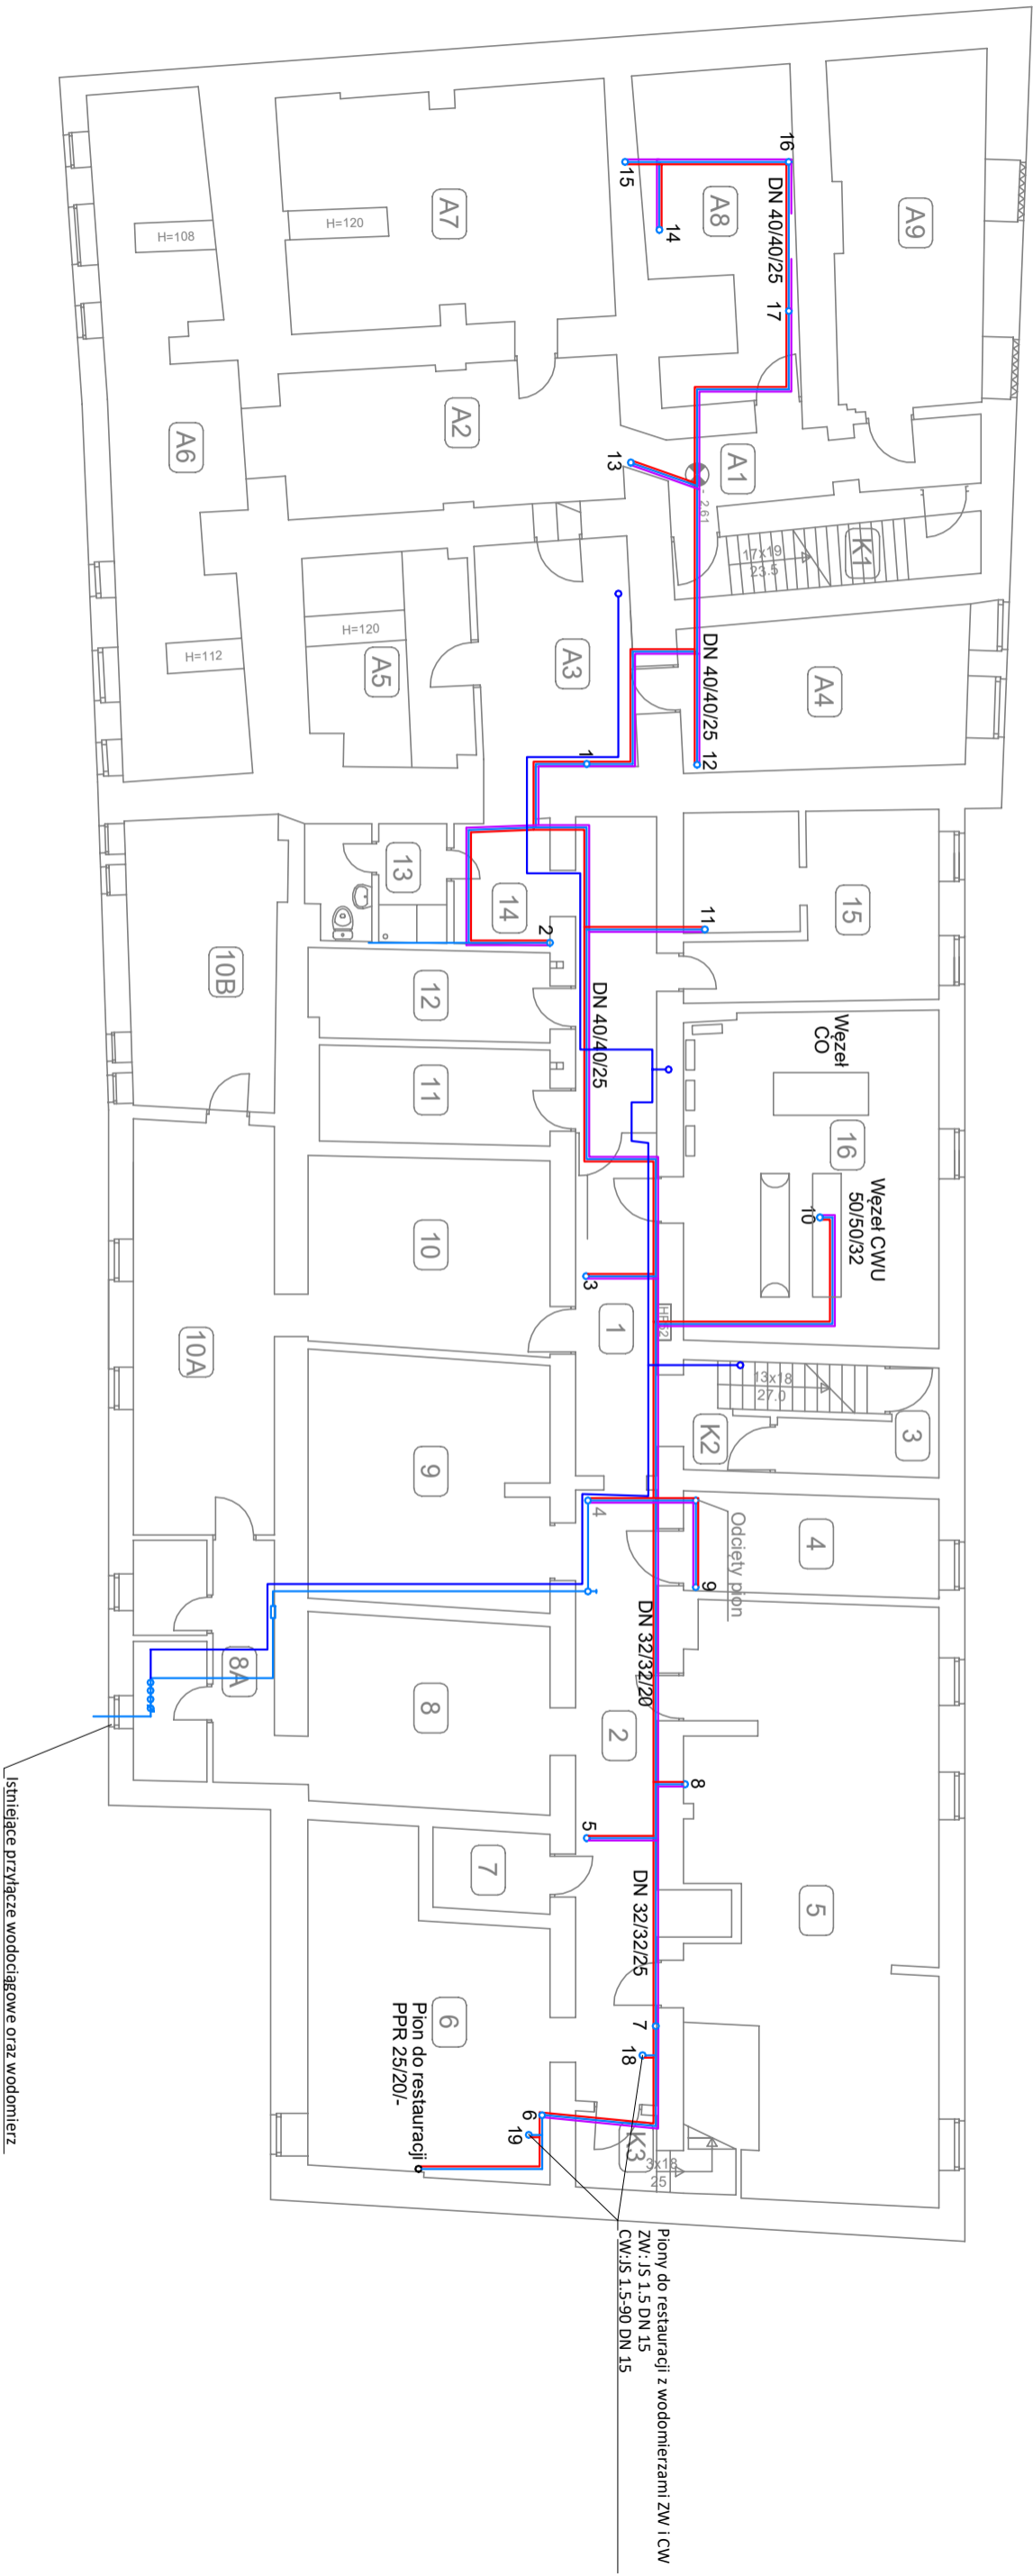 A9
16
A8
DN 40/40/25
15
14
17
A7
H=120
H=108
A2
A6
A1
- 2.61
13
K1
17x19
23.5
A4
DN 40/40/25
12
A3
A5
H=120
H=112
1
15
11
13
14
2
10B
12
DN 40/40/25
11
Węzeł
CO
16
Węzeł CWU
50/50/32
10
10
3
1
HP52
10A
13x18
27.0
3
K2
9
4
Odcięty pion
4
9
DN 32/32/20
8A
8
2
8
5
5
7
DN 32/32/25
7
18
6
Pion do restauracji
PPR 25/20/-
6
19
K3
3x18
25
Piony do restauracji z wodomierzami ZW i CW
ZW: JS 1.5 DN 15
CW:JS 1.5-90 DN 15
Istniejące przyłącze wodociągowe oraz wodomierz